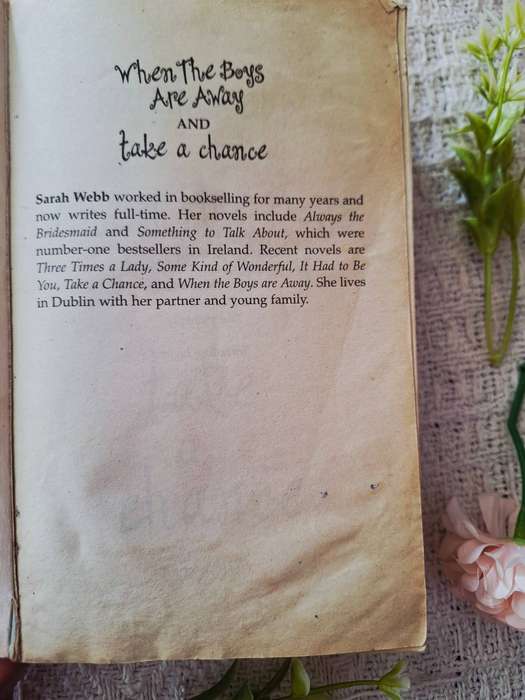 When The Boys
Are Away
AND
take a chance
Sarah Webb worked in bookselling for many years and
now writes full-time. Her novels include Always the
Bridesmaid and Something to Talk About, which were
number-one bestsellers in Ireland. Recent novels are
Three Times a Lady, Some Kind of Wonderful, It Had to Be
You, Take a Chance, and When the Boys are Away. She lives
in Dublin with her partner and young family.